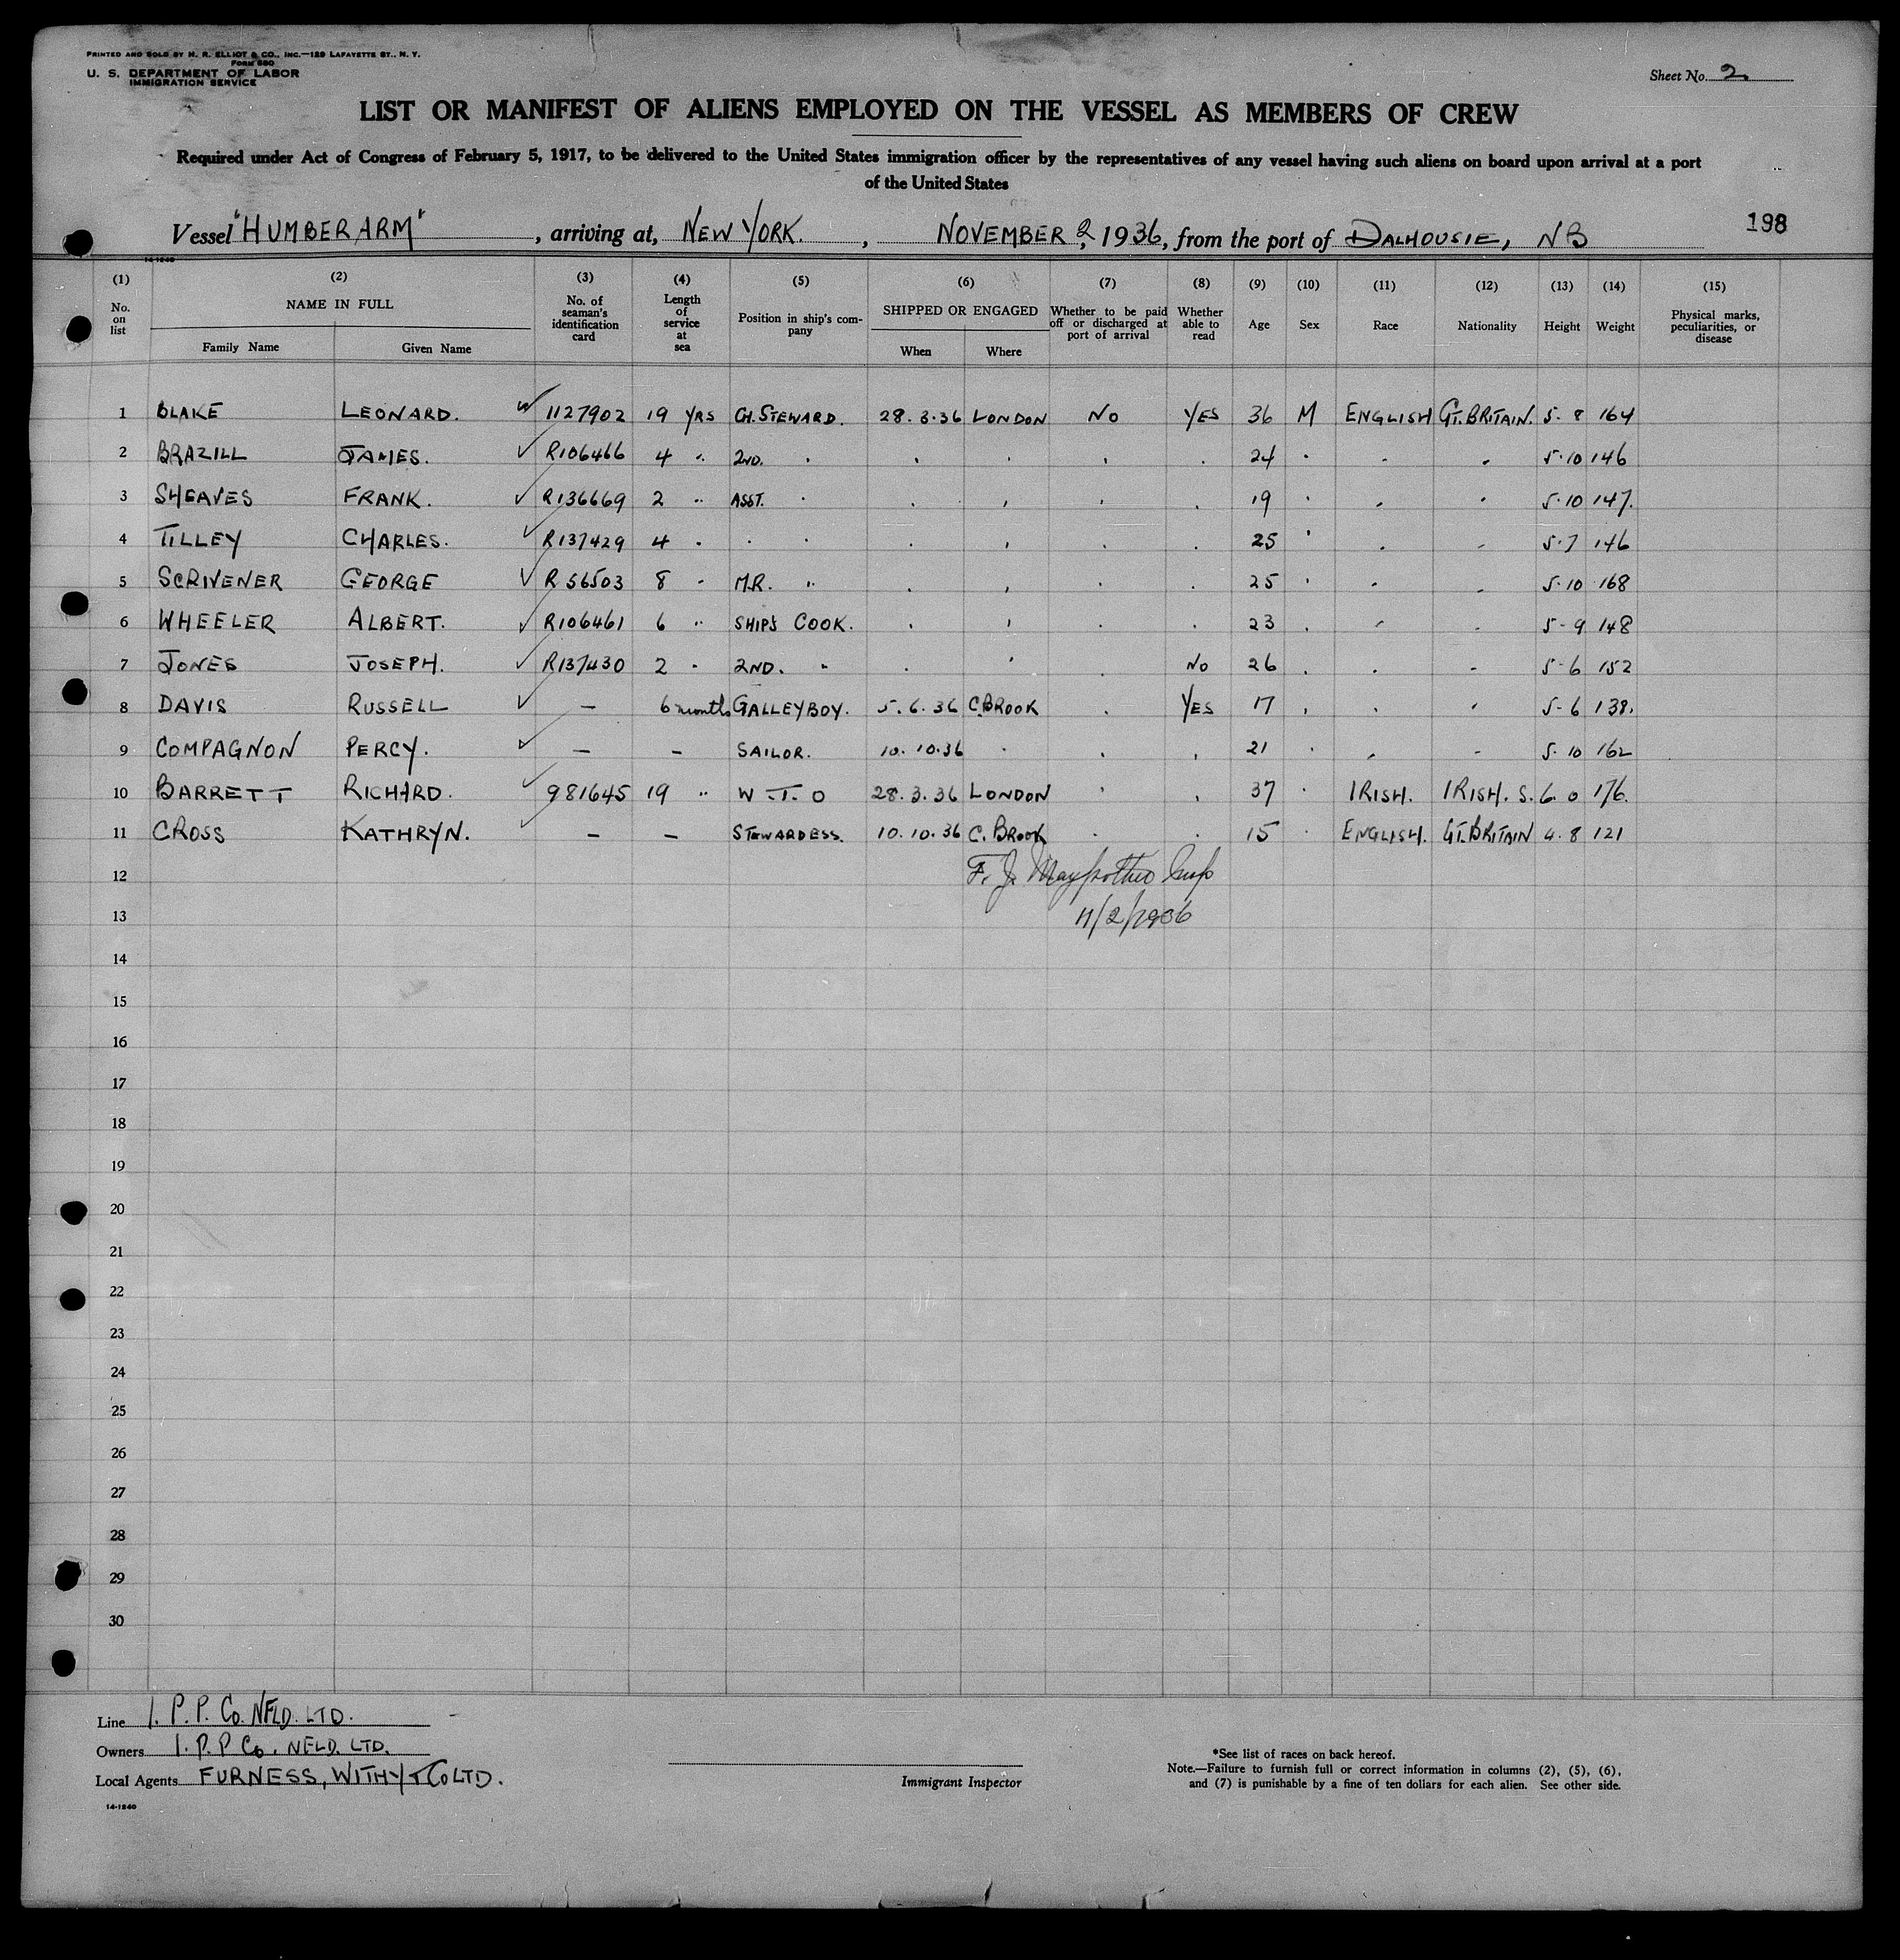 PRINTED AND SOLD BY H. R. ELLIOT & CO., INC.—129 LAFAYETTE ST., N. Y.
FORM 680
U. S. DEPARTMENT OF LABOR
IMMIGRATION SERVICE
Sheet No. 2
LIST OR MANIFEST OF ALIENS EMPLOYED ON THE VESSEL AS MEMBERS OF CREW
Required under Act of Congress of February 5, 1917, to be delivered to the United States immigration officer by the representatives of any vessel having such aliens on board upon arrival at a port
of the United States
198
Vessel "HUMBER ARM", arriving at, NEW YORK., NOVEMBER 2, 1936, from the port of DALHOUSIE, NB
14-1240
(1) (2) (3) (4) (5) (6) (7) (8) (9) (10) (11) (12) (13) (14) (15)
No. on list NAME IN FULL Family Name Given Name No. of seaman's identification card Length of service at sea Position in ship's company SHIPPED OR ENGAGED When Where Whether to be paid off or discharged at port of arrival Whether able to read Age Sex Race Nationality Height Weight Physical marks, peculiarities, or disease
1 BLAKE LEONARD. 1127902 19 YRS CH. STEWARD. 28.3.36 LONDON NO YES 36 M ENGLISH GT. BRITAIN. 5-8 164
2 BRAZILL JAMES. R106466 4 " 2ND. " " " " " 24 " " " 5-10 146
3 SHEAVES FRANK. R136669 2 " ASST. " " " " " 19 " " " 5-10 147.
4 TILLEY CHARLES. R137429 4 " " " " " " " 25 " " " 5-7 146
5 SCRIVENER GEORGE R 56503 8 " M.R. " " " " " 25 " " " 5-10 168
6 WHEELER ALBERT. R106461 6 " SHIPS COOK. " " " " 23 " " " 5-9 148
7 JONES JOSEPH. R137430 2 " 2ND. " " " " NO 26 " " " 5-6 152
8 DAVIS RUSSELL — 6 months GALLEYBOY. 5.6.36 C. BROOK " YES 17 " " " 5-6 138.
9 COMPAGNON PERCY. — — SAILOR. 10.10.36 " " " 21 " " " 5-10 162
10 BARRETT RICHARD. 981645 19 " W.T.O 28.3.36 LONDON " " 37 " IRISH. IRISH. S. 6.0 176.
11 CROSS KATHRYN. — — STEWARDESS. 10.10.36 C. BROOK " " 15 " ENGLISH. GT. BRITAIN 4.8 121
12 F. J. Insp
13 11/2/1936
14
15
16
17
18
19
20
21
22
23
24
25
26
27
28
29
30
Line I. P. P. Co. NFLD. LTD.
Owners I. P. P Co. NFLD. LTD.
Local Agents FURNESS, WITHY & CO LTD.
Immigrant Inspector
*See list of races on back hereof.
Note.—Failure to furnish full or correct information in columns (2), (5), (6),
and (7) is punishable by a fine of ten dollars for each alien. See other side.
14-1240